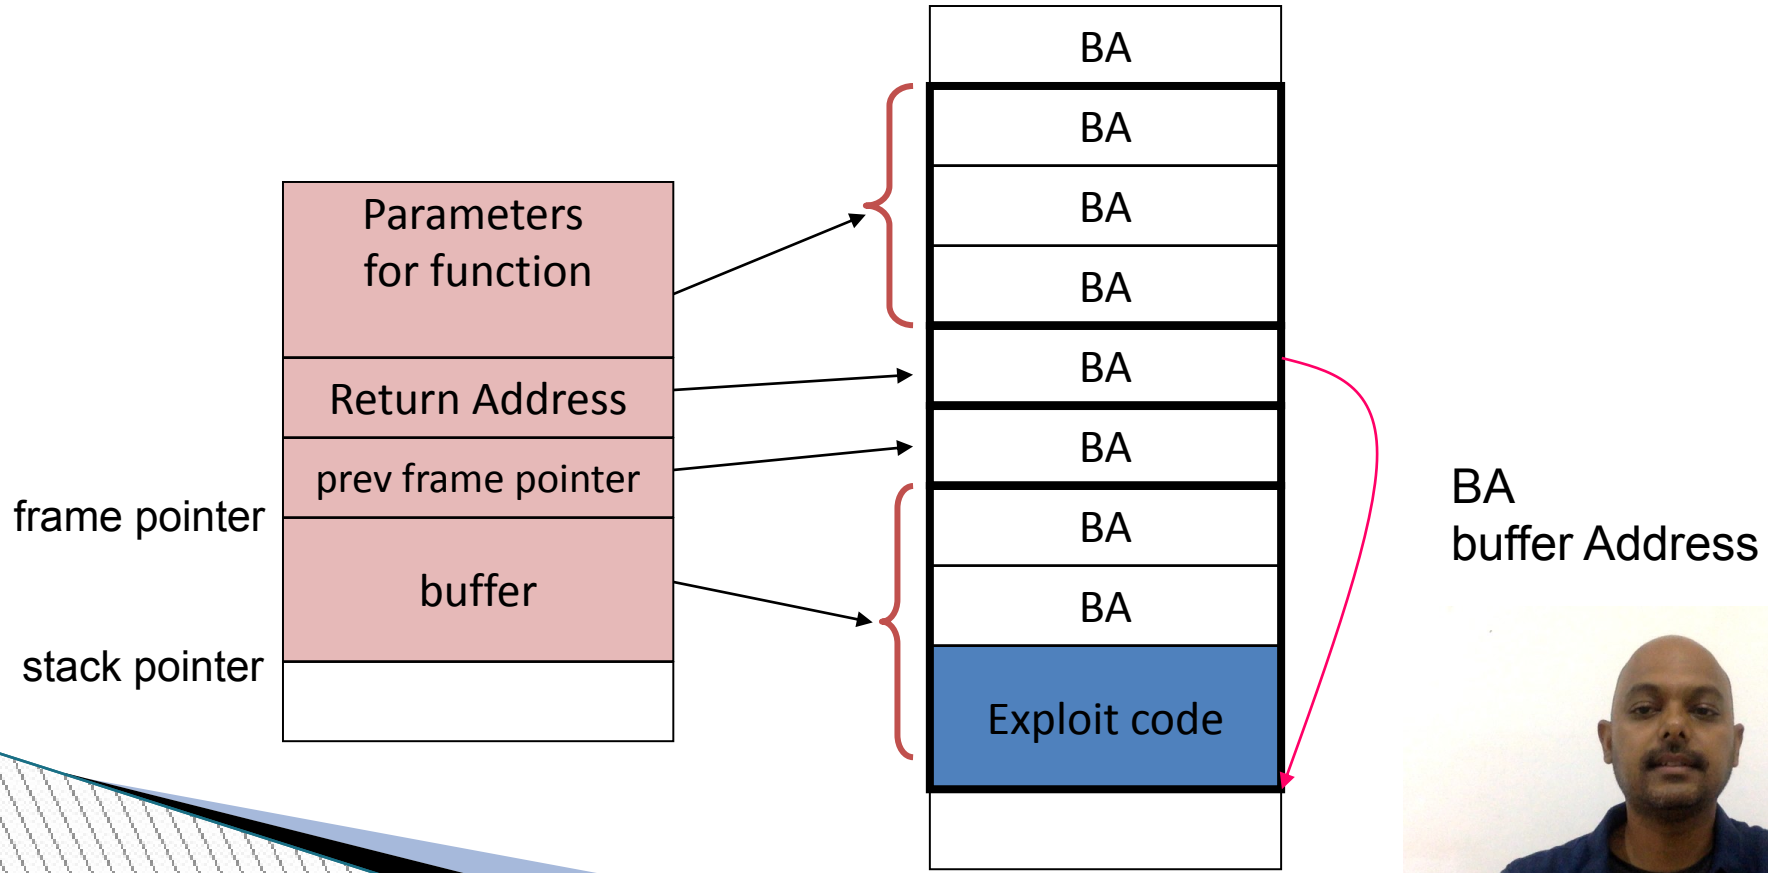 Parameters
for function
Return Address
prev frame pointer
frame pointer
buffer
stack pointer
BA
BA
BA
BA
BA
BA
BA
BA
Exploit code
BA
buffer Address